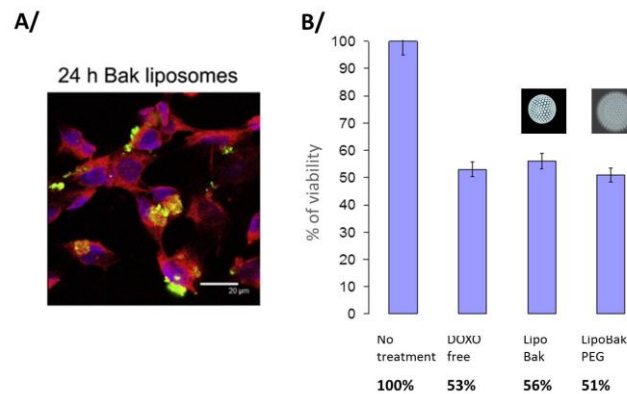 A/
24 h Bak liposomes
20 µm
B/
% of viability
100
90
80
70
60
50
40
30
20
10
0
No treatment
DOXO free
Lipo Bak
LipoBak PEG
100%
53%
56%
51%